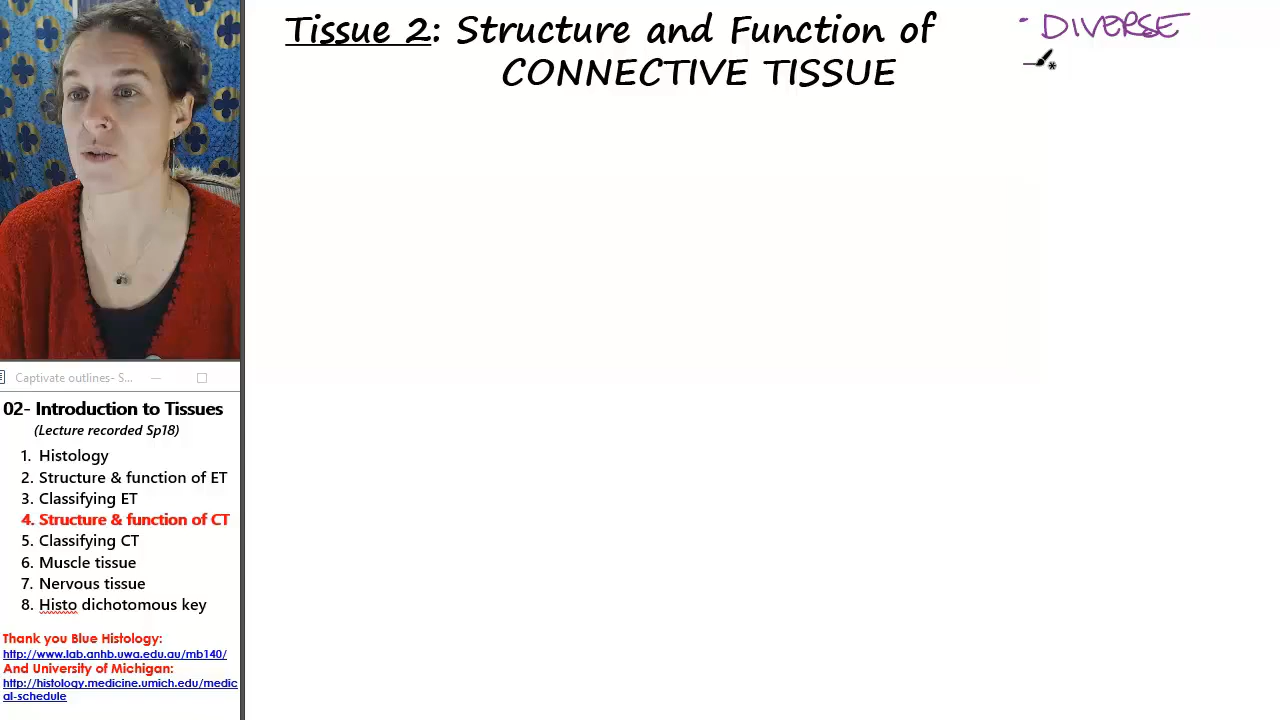 Tissue 2: Structure and Function of
CONNECTIVE TISSUE
· DIVERSE
Captivate outlines- S...
02- Introduction to Tissues
(Lecture recorded Sp18)
1. Histology
2. Structure & function of ET
3. Classifying ET
4. Structure & function of CT
5. Classifying CT
6. Muscle tissue
7. Nervous tissue
8. Histo dichotomous key
Thank you Blue Histology:
http://www.lab.anhb.uwa.edu.au/mb140/
And University of Michigan:
http://histology.medicine.umich.edu/medic
al-schedule